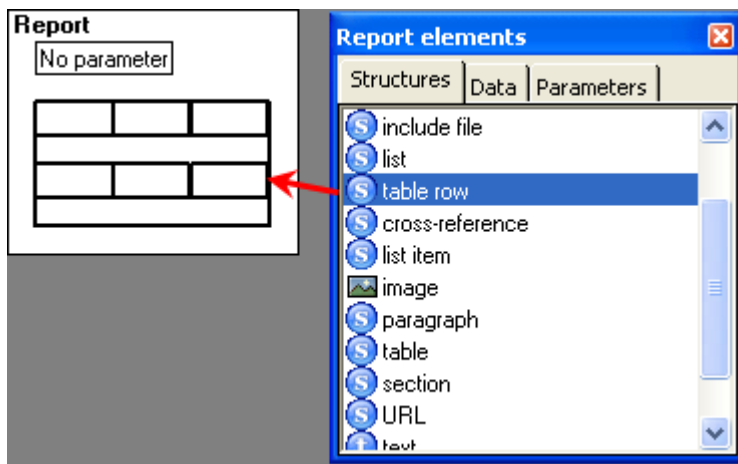 Report
No parameter
Report elements
Structures Data Parameters
S include file
S list
S table row
S cross-reference
S list item
image
S paragraph
S table
S section
S URL
t text